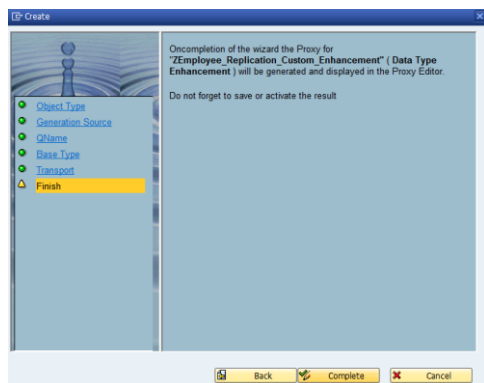 Create
Oncompletion of the wizard the Proxy for
"ZEmployee_Replication_Custom_Enhancement" ( Data Type
Enhancement ) will be generated and displayed in the Proxy Editor.
Do not forget to save or activate the result
Object Type
Generation Source
QName
Base Type
Transport
Finish
Back
Complete
Cancel